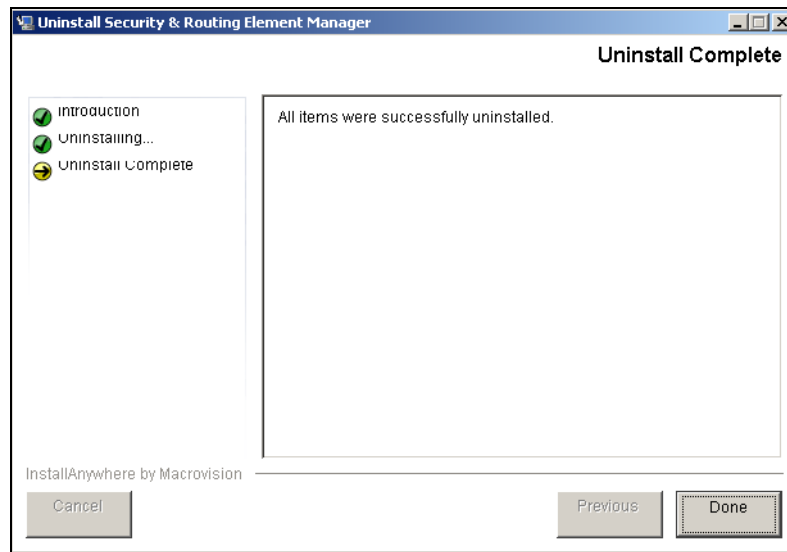 Uninstall Security & Routing Element Manager
Uninstall Complete
Introduction
Uninstalling...
Uninstall Complete
All items were successfully uninstalled.
InstallAnywhere by Macrovision
Cancel
Previous
Done